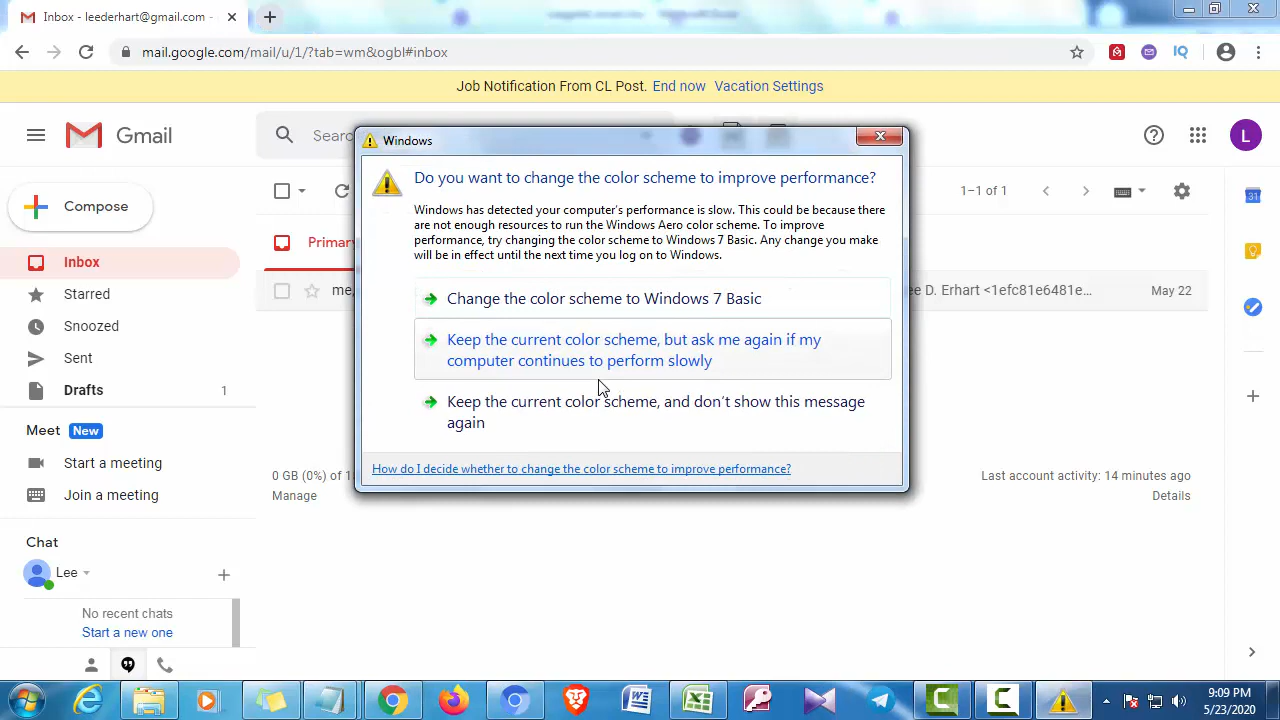 Inbox - leederhart@gmail.com -
mail.google.com/mail/u/1/?tab=wm&ogbl#inbox
IQ
Job Notification From CL Post. End now Vacation Settings
Gmail
Sear
L
Compose
1–1 of 1
31
Inbox
Starred
Snoozed
Sent
Drafts 1
Primar
me,
ee D. Erhart <1efc81e6481e... May 22
Windows
Do you want to change the color scheme to improve performance?
Windows has detected your computer's performance is slow. This could be because there
are not enough resources to run the Windows Aero color scheme. To improve
performance, try changing the color scheme to Windows 7 Basic. Any change you make
will be in effect until the next time you log on to Windows.
Change the color scheme to Windows 7 Basic
Keep the current color scheme, but ask me again if my
computer continues to perform slowly
Keep the current color scheme, and don't show this message
again
How do I decide whether to change the color scheme to improve performance?
Meet New
Start a meeting
Join a meeting
0 GB (0%) of 1
Manage
Last account activity: 14 minutes ago
Details
Chat
Lee
No recent chats
Start a new one
9:09 PM
5/23/2020